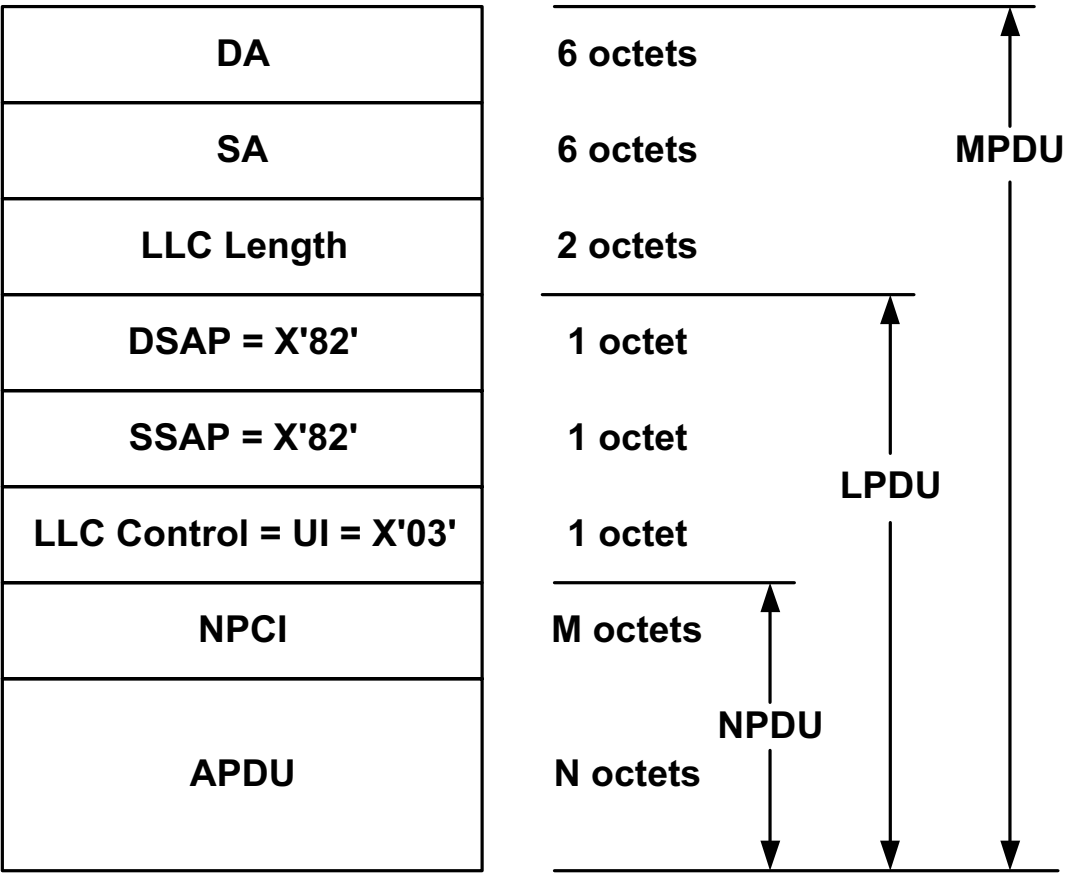 DA
6 octets
SA
6 octets
MPDU
LLC Length
2 octets
DSAP = X'82'
1 octet
SSAP = X'82'
1 octet
LPDU
LLC Control = UI = X'03'
1 octet
NPCI
M octets
NPDU
APDU
N octets